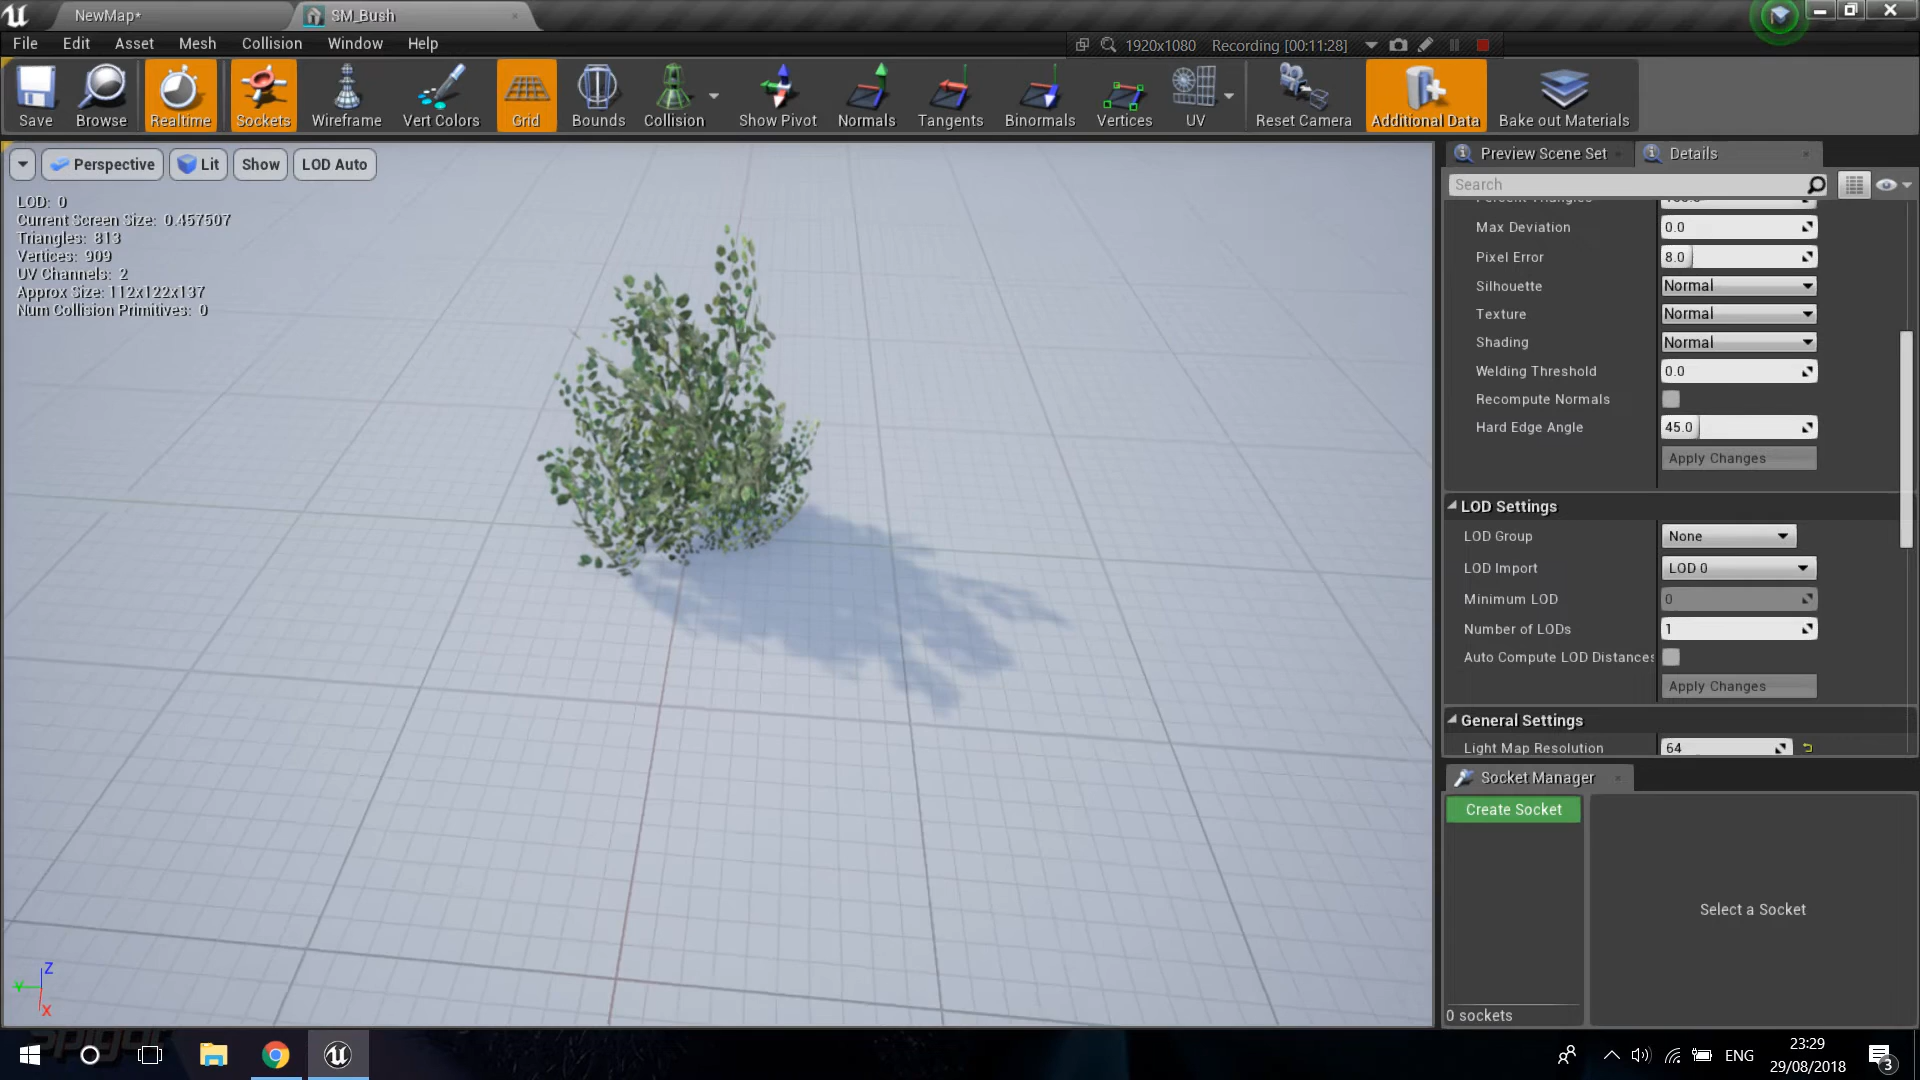 NewMap*
SM_Bush
File Edit Asset Mesh Collision Window Help
1920x1080 Recording [00:11:28]
Save Browse Realtime Sockets Wireframe Vert Colors Grid Bounds Collision Show Pivot Normals Tangents Binormals Vertices UV Reset Camera Additional Data Bake out Materials
Perspective Lit Show LOD Auto
LOD: 0
Current Screen Size: 0.457507
Triangles: 813
Vertices: 909
UV Channels: 2
Approx Size: 112x122x137
Num Collision Primitives: 0
Z
Y
X
Preview Scene Set Details
Search
Percent Triangles 100.0
Max Deviation 0.0
Pixel Error 8.0
Silhouette Normal
Texture Normal
Shading Normal
Welding Threshold 0.0
Recompute Normals
Hard Edge Angle 45.0
Apply Changes
LOD Settings
LOD Group None
LOD Import LOD 0
Minimum LOD 0
Number of LODs 1
Auto Compute LOD Distances
Apply Changes
General Settings
Light Map Resolution 64
Socket Manager
Create Socket
Select a Socket
0 sockets
ENG
23:29
29/08/2018
3